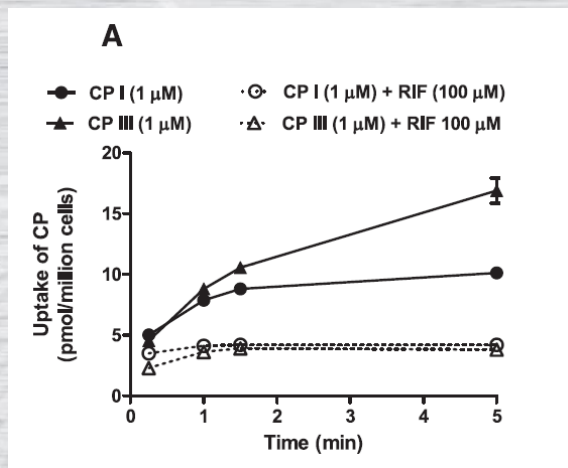 A
CP I (1 µM)
CP I (1 µM) + RIF (100 µM)
CP III (1 µM)
CP III (1 µM) + RIF 100 µM
Uptake of CP
(pmol/million cells)
20
15
10
5
0
0 1 2 3 4 5
Time (min)